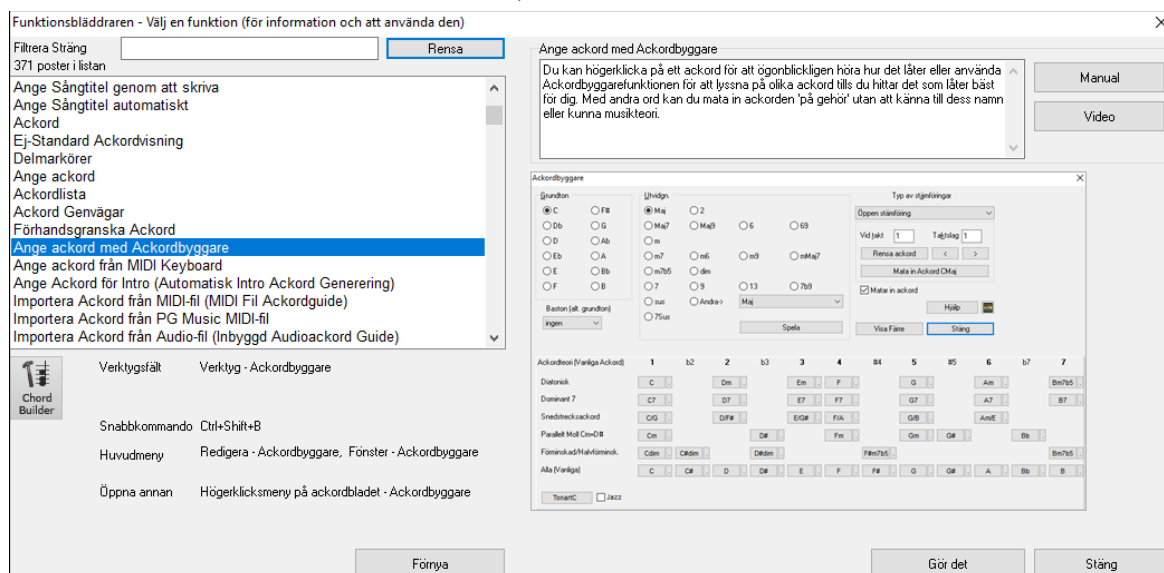 Funktionsbläddraren - Välj en funktion (för information och att använda den)
Filtrera Sträng
Rensa
371 poster i listan
Ange Sångtitel genom att skriva
Ange Sångtitel automatiskt
Ackord
Ej-Standard Ackordvisning
Delmarkörer
Ange ackord
Ackordlista
Ackord Genvägar
Förhandsgranska Ackord
Ange ackord med Ackordbyggare
Ange ackord från MIDI Keyboard
Ange Ackord för Intro (Automatisk Intro Ackord Generering)
Importera Ackord från MIDI-fil (MIDI Fil Ackordguide)
Importera Ackord från PG Music MIDI-fil
Importera Ackord från Audio-fil (Inbyggd Audioackord Guide)
Chord
Builder
Verktygsfält Verktyg - Ackordbyggare
Snabbkommando Ctrl+Shift+B
Huvudmeny Redigera - Ackordbyggare, Fönster - Ackordbyggare
Öppna annan Högerklicksmeny på ackordbladet - Ackordbyggare
Förnya
Ange ackord med Ackordbyggare
Du kan högerklicka på ett ackord för att ögonblickligen höra hur det låter eller använda
Ackordbyggarefunktionen för att lyssna på olika ackord tills du hittar det som låter bäst
för dig. Med andra ord kan du mata in ackorden 'på gehör' utan att känna till dess namn
eller kunna musikteori.
Manual
Video
Ackordbyggare
Grundton
C F#
Db G
D Ab
Eb A
E Bb
F B
Baston (alt. grundton)
ingen
Utvidgn.
Maj 2
Maj7 Maj9 6 69
m
m7 m6 m9 mMaj7
m7b5 dim
7 9 13 7b9
sus Andra-> Maj
7Sus
Spela
Typ av stämföringar
Öppen stämföring
Vid takt 1 Taktslag 1
Rensa ackord < >
Mata in Ackord CMaj
Matar in ackord
Hjälp
Visa Färre Stäng
Ackordteori (Vanliga Ackord) 1 b2 2 b3 3 4 #4 5 #5 6 b7 7
Diatonisk C Dm Em F G Am Bm7b5
Dominant 7 C7 D7 E7 F7 G7 A7 B7
Snedstrecksackord C/G D/F# E/G# F/A G/B Am/E
Parallelt Moll Cm=D# Cm D# Fm Gm G# Bb
Förminskad/Halvförminsk. Cdim C#dim D#dim F#m7b5 Bm7b5
Alla (Vanliga) C C# D D# E F F# G G# A Bb B
TonartC Jazz
Gör det
Stäng